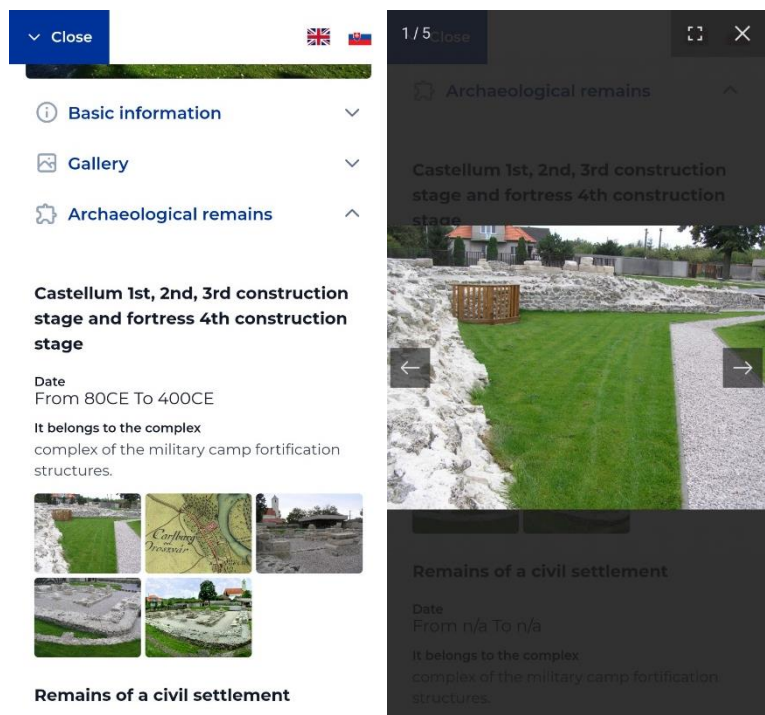 Close
Basic information
Gallery
Archaeological remains
Castellum 1st, 2nd, 3rd construction
stage and fortress 4th construction
stage
Date
From 80CE To 400CE
It belongs to the complex
complex of the military camp fortification
structures.
Carlburg
Oroszvár
Remains of a civil settlement
1 / 5
Close
Archaeological remains
Castellum 1st, 2nd, 3rd construction
stage and fortress 4th construction
stage
Remains of a civil settlement
Date
From n/a To n/a
It belongs to the complex
complex of the military camp fortification
structures.